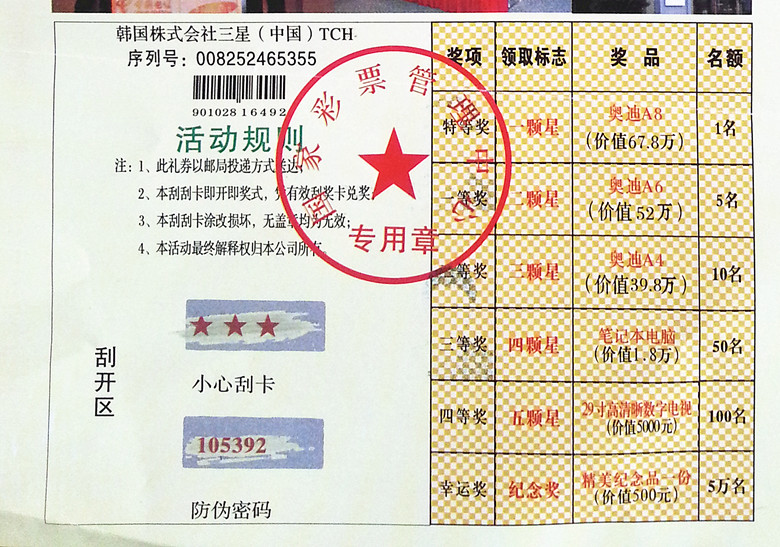 韩国株式会社三星（中国）TCH
序列号：008252465355
9010281 6492
活动规则
注：1、此礼券以邮局投递方式送达；
2、本刮刮卡即开即奖式，凭有效刮奖卡兑奖；
3、本刮刮卡涂改损坏，无盖章均为无效；
4、本活动最终解释权归本公司所有。
国家彩票管理中心
专用章
刮开区
★★★
小心刮卡
105392
防伪密码
奖项 领取标志 奖品 名额
特等奖 一颗星 奥迪A8 (价值67.8万) 1名
一等奖 二颗星 奥迪A6 (价值52万) 5名
二等奖 三颗星 奥迪A4 (价值39.8万) 10名
三等奖 四颗星 笔记本电脑 (价值1.8万) 50名
四等奖 五颗星 29寸高清晰数字电视 (价值5000元) 100名
幸运奖 纪念奖 精美纪念品一份 (价值500元) 5万名